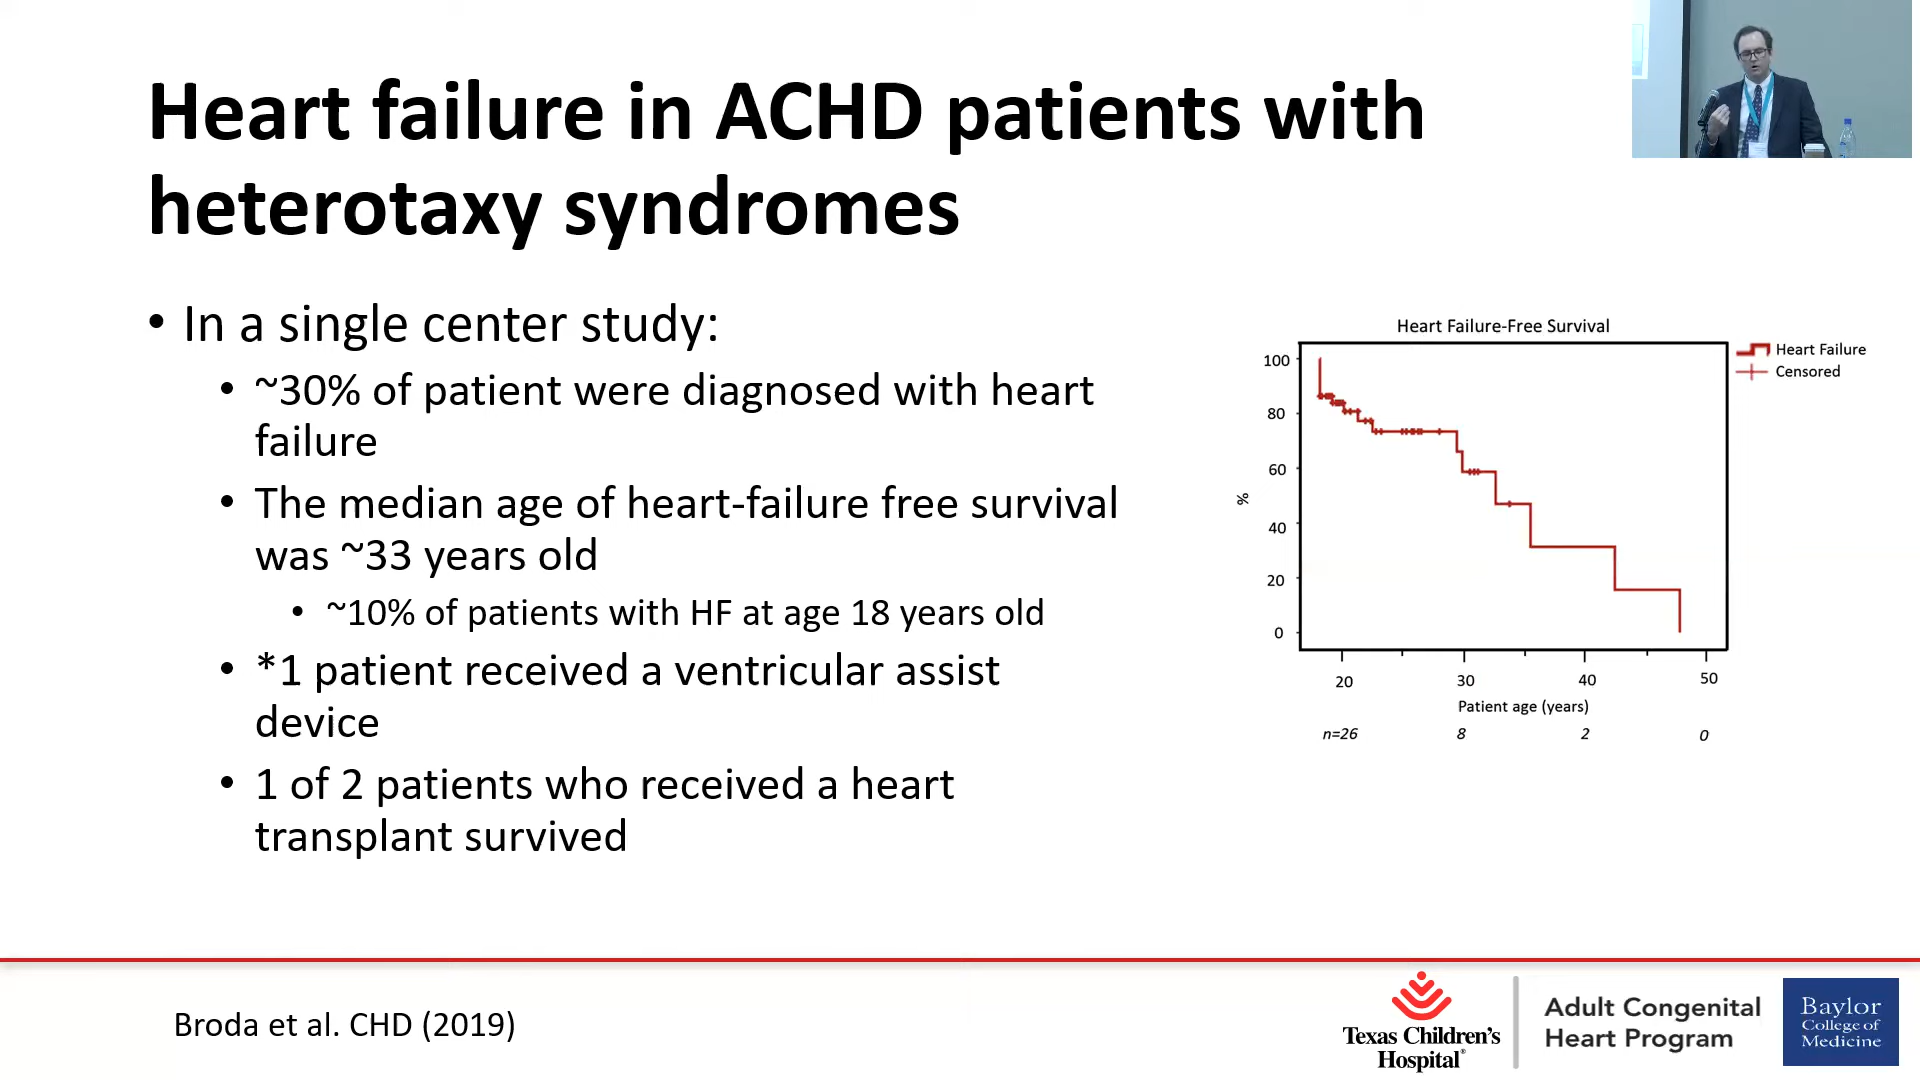 Heart failure in ACHD patients with
heterotaxy syndromes
• In a single center study:
• ~30% of patient were diagnosed with heart
failure
• The median age of heart-failure free survival
was ~33 years old
• ~10% of patients with HF at age 18 years old
• *1 patient received a ventricular assist
device
• 1 of 2 patients who received a heart
transplant survived
Heart Failure-Free Survival
Heart Failure
Censored
100
80
60
40
20
0
%
20 30 40 50
Patient age (years)
n=26 8 2 0
Broda et al. CHD (2019)
Texas Children's
Hospital®
Adult Congenital
Heart Program
Baylor
College of
Medicine